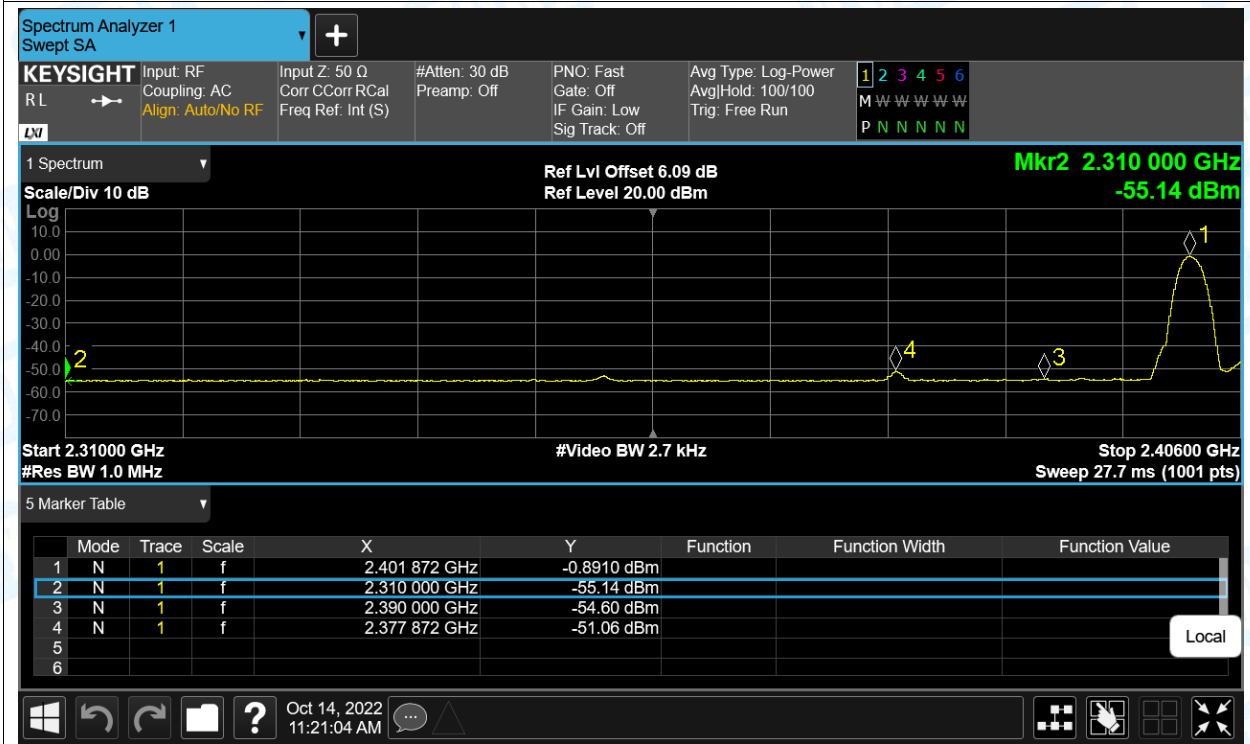 Spectrum Analyzer 1
Swept SA
KEYSIGHT Input: RF Input Z: 50 Ω #Atten: 30 dB PNO: Fast Avg Type: Log-Power 1 2 3 4 5 6
R L Coupling: AC Corr CCorr RCal Preamp: Off Gate: Off Avg|Hold: 100/100 M W W W W W W
Align: Auto/No RF Freq Ref: Int (S) IF Gain: Low Trig: Free Run
LXI Sig Track: Off P N N N N N
1 Spectrum Ref Lvl Offset 6.09 dB Mkr2 2.310 000 GHz
Scale/Div 10 dB Ref Level 20.00 dBm -55.14 dBm
Log
10.0
1
0.00
-10.0
-20.0
-30.0
-40.0
2 4 3
-50.0
-60.0
-70.0
Start 2.31000 GHz #Video BW 2.7 kHz Stop 2.40600 GHz
#Res BW 1.0 MHz Sweep 27.7 ms (1001 pts)
5 Marker Table
Mode Trace Scale X Y Function Function Width Function Value
1 N 1 f 2.401 872 GHz -0.8910 dBm
2 N 1 f 2.310 000 GHz -55.14 dBm
3 N 1 f 2.390 000 GHz -54.60 dBm
4 N 1 f 2.377 872 GHz -51.06 dBm
5
Local
6
? Oct 14, 2022
11:21:04 AM